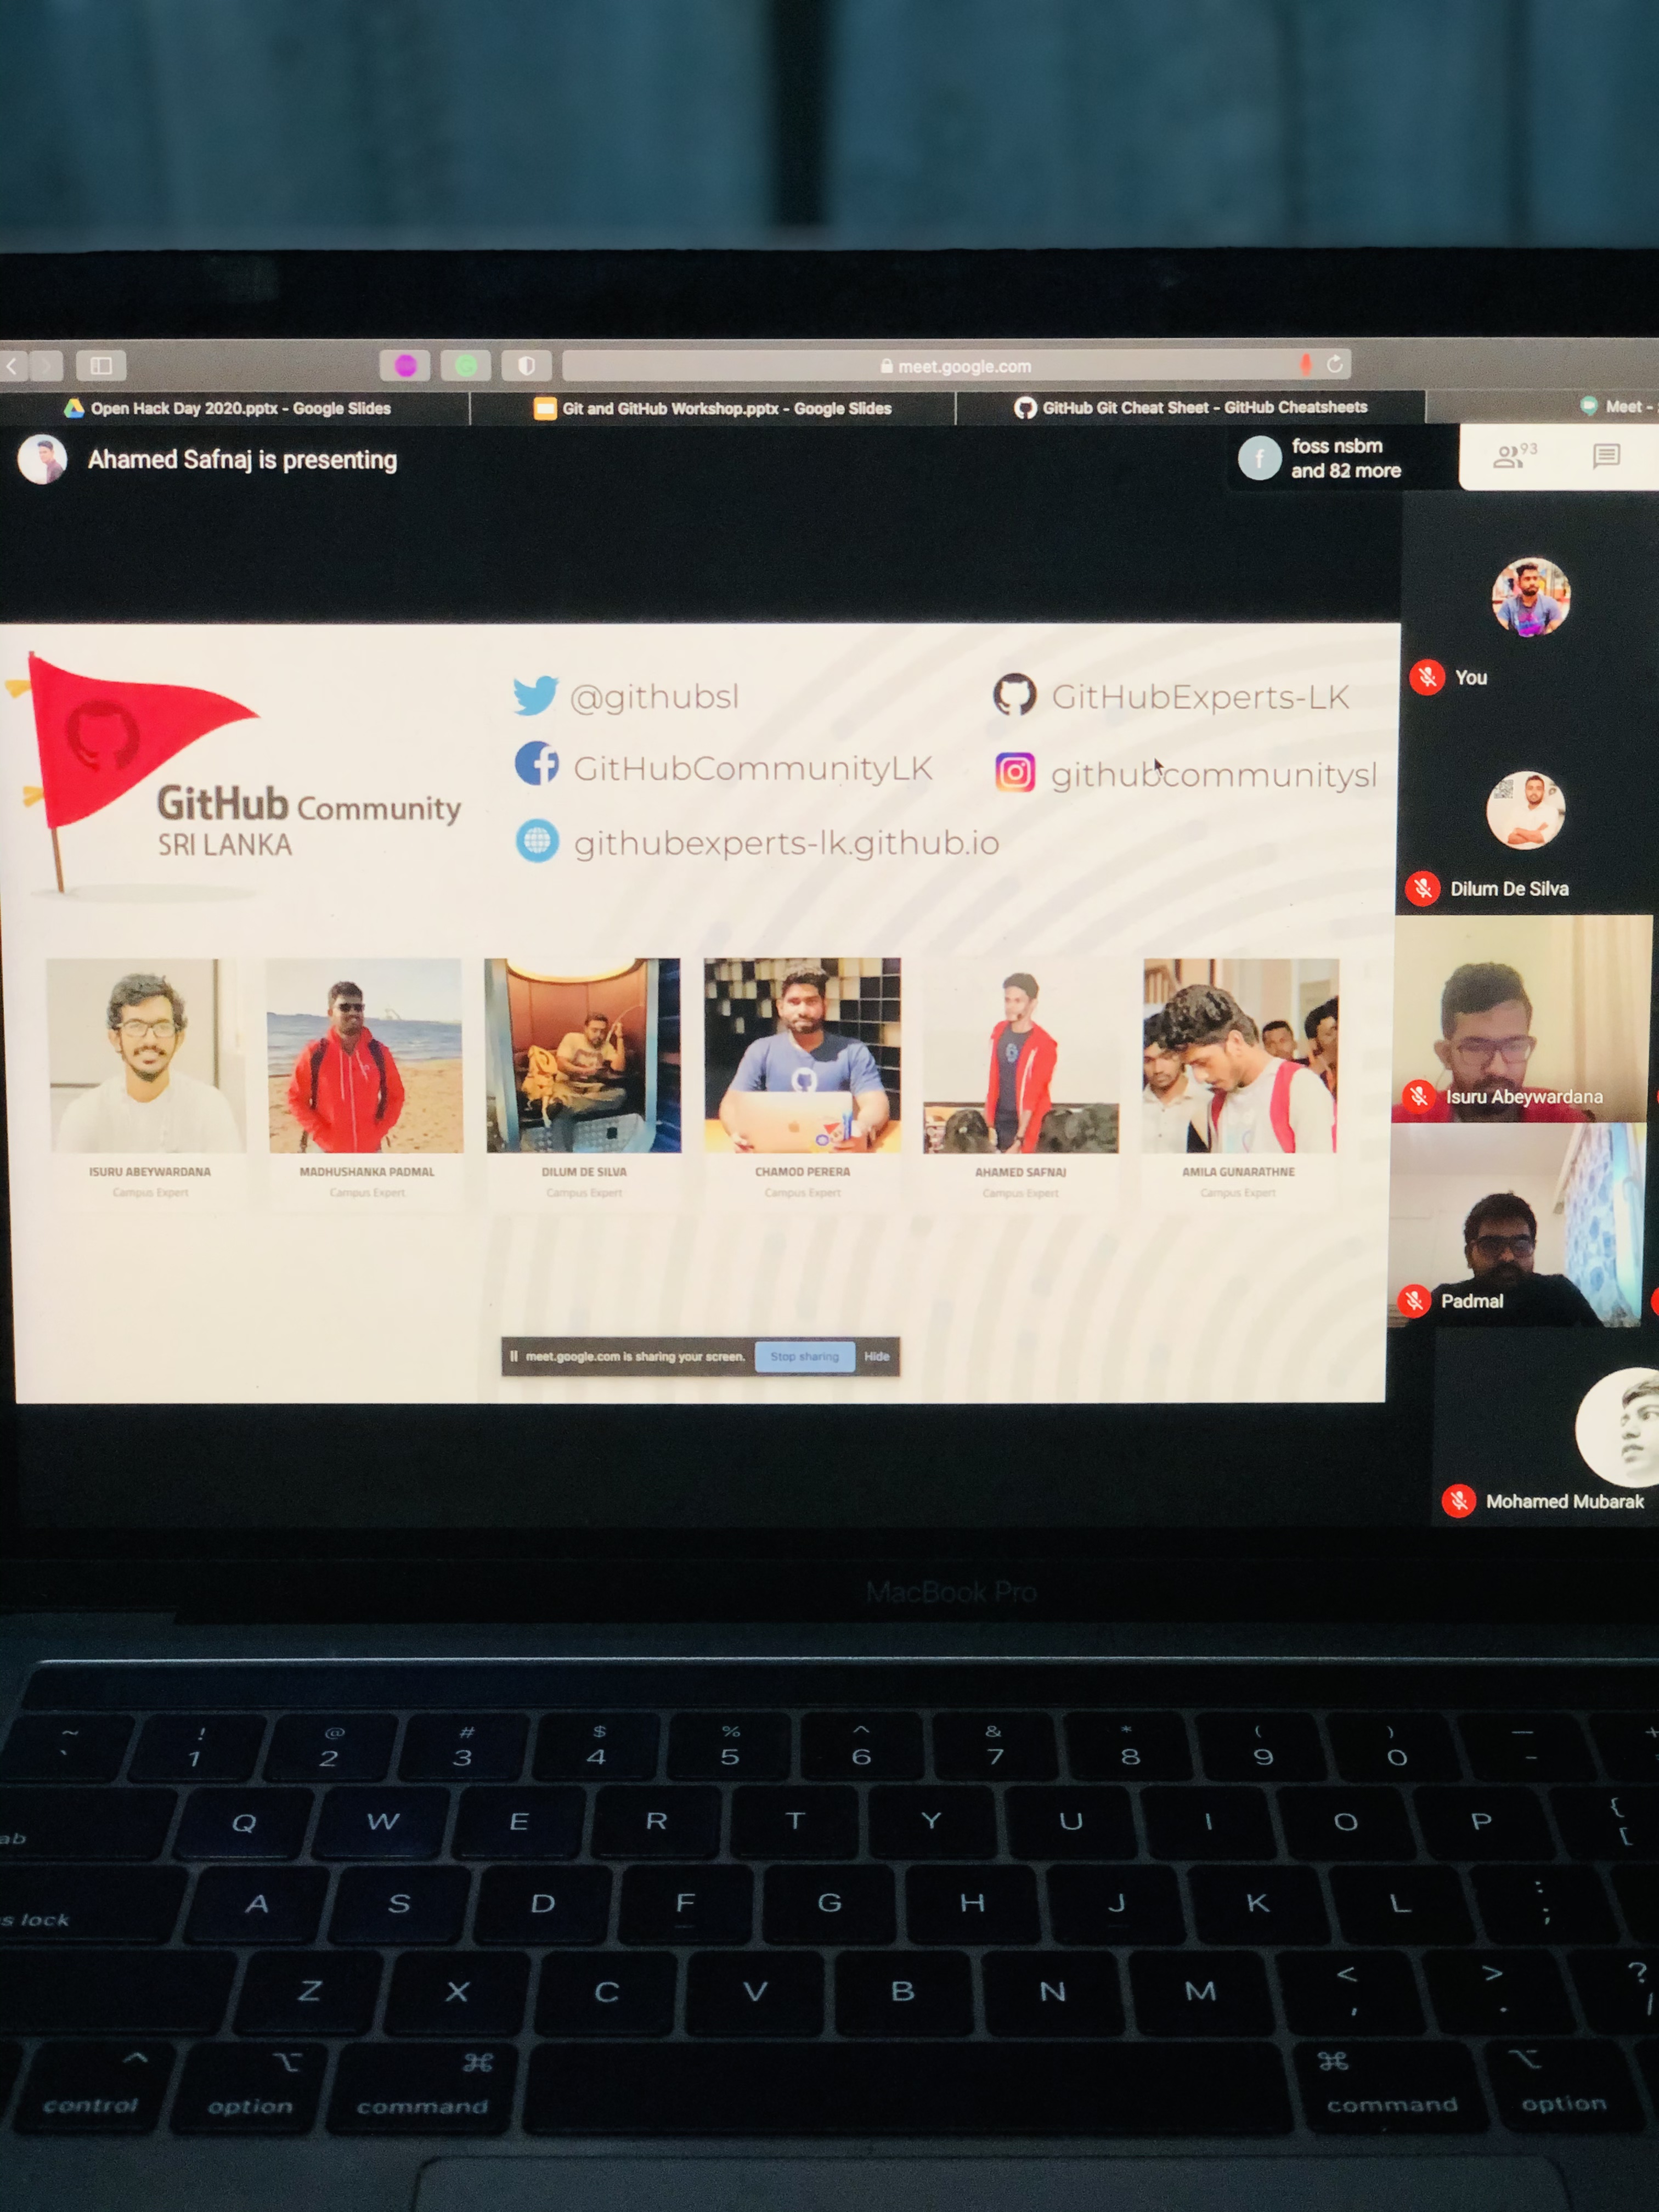 meet.google.com
Open Hack Day 2020.pptx - Google Slides
Git and GitHub Workshop.pptx - Google Slides
GitHub Git Cheat Sheet - GitHub Cheatsheets
Meet -
Ahamed Safnaj is presenting
f
foss nsbm
and 82 more
93
You
Dilum De Silva
Isuru Abeywardana
Padmal
Mohamed Mubarak
GitHub Community
SRI LANKA
@githubsl
GitHubExperts-LK
GitHubCommunityLK
githubcommunitysl
githubexperts-lk.github.io
ISURU ABEYWARDANA
Campus Expert
MADHUSHANKA PADMAL
Campus Expert
DILUM DE SILVA
Campus Expert
CHAMOD PERERA
Campus Expert
AHAMED SAFNAJ
Campus Expert
AMILA GUNARATHNE
Campus Expert
meet.google.com is sharing your screen. Stop sharing Hide
MacBook Pro
~ ! @ # $ % ^ & * ( ) — +
` 1 2 3 4 5 6 7 8 9 0 -
ab Q W E R T Y U I O P { [
s lock A S D F G H J K L : ;
Z X C V B N M < , > . ? /
control option command command option